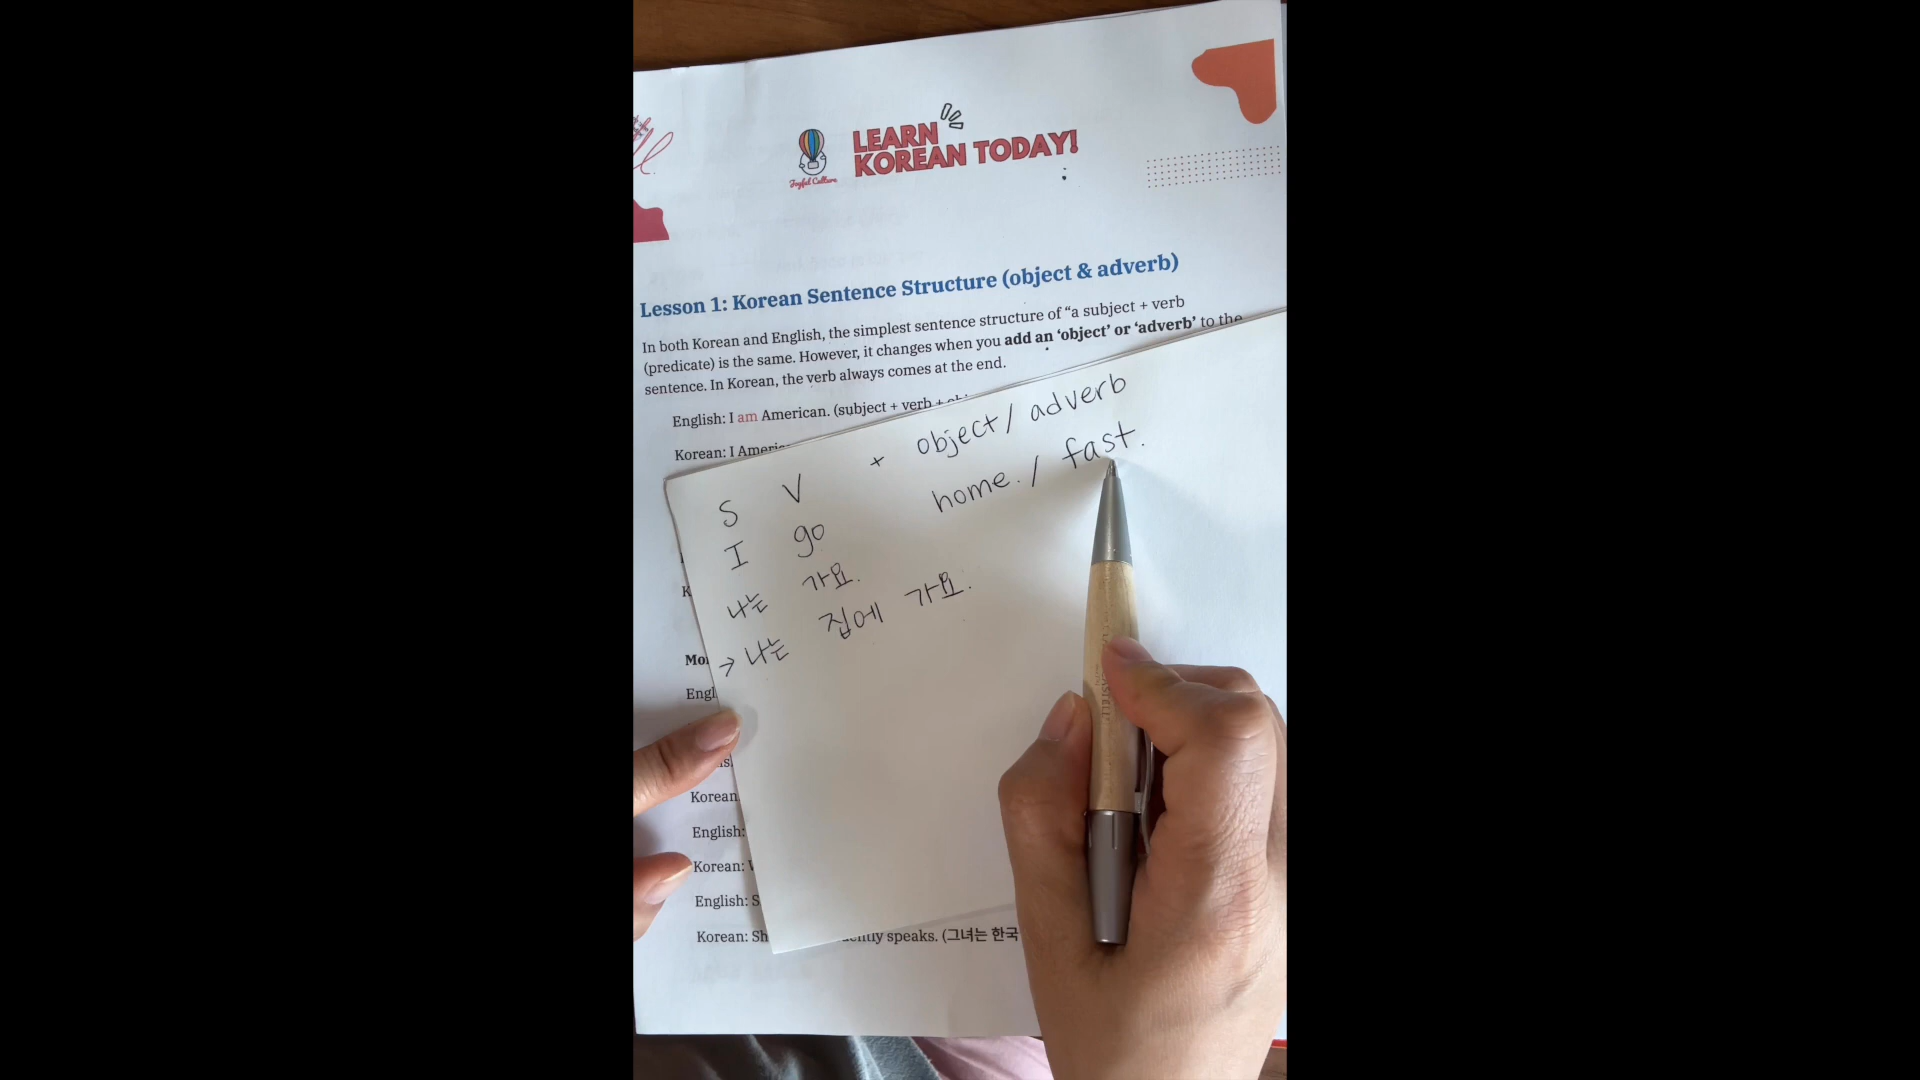 Joyful Culture
LEARN
KOREAN TODAY!
Lesson 1: Korean Sentence Structure (object & adverb)
In both Korean and English, the simplest sentence structure of “a subject + verb
(predicate) is the same. However, it changes when you add an ‘object’ or ‘adverb’ to the
sentence. In Korean, the verb always comes at the end.
English: I am American. (subject + verb +
Korean: I
S V + object / adverb
I go home. / fast.
나는 가요.
→ 나는 집에 가요.
Korean
English:
Korean:
English: S
Korean: Sh speaks. (그녀는 한국